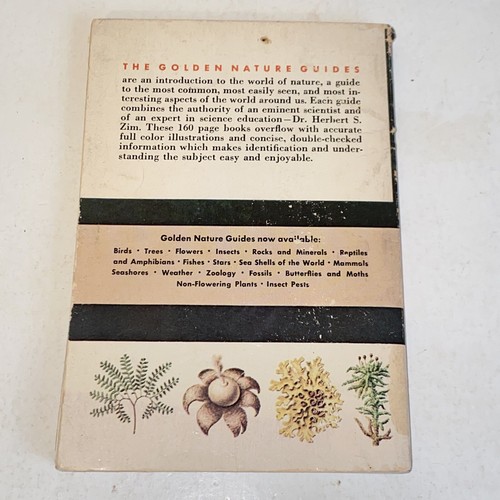 THE GOLDEN NATURE GUIDES
are an introduction to the world of nature, a guide
to the most common, most easily seen, and most in-
teresting aspects of the world around us. Each guide
combines the authority of an eminent scientist and
of an expert in science education—Dr. Herbert S.
Zim. These 160 page books overflow with accurate
full color illustrations and concise, double-checked
information which makes identification and under-
standing the subject easy and enjoyable.
Golden Nature Guides now available:
Birds • Trees • Flowers • Insects • Rocks and Minerals • Reptiles
and Amphibians • Fishes • Stars • Sea Shells of the World • Mammals
Seashores • Weather • Zoology • Fossils • Butterflies and Moths
Non-Flowering Plants • Insect Pests